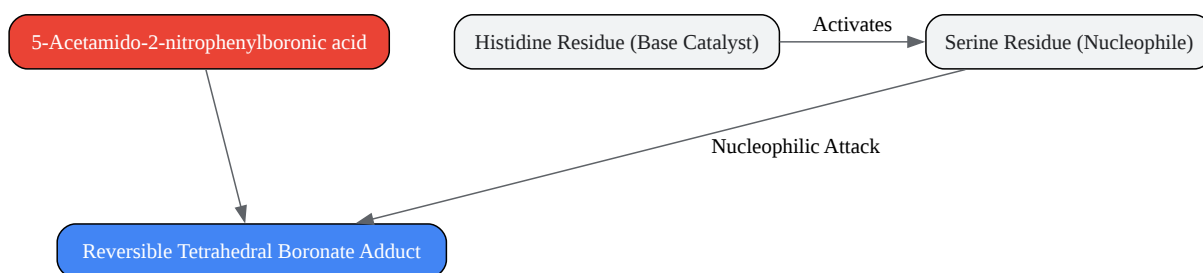 5-Acetamido-2-nitrophenylboronic acid
Histidine Residue (Base Catalyst)
Activates
Serine Residue (Nucleophile)
Nucleophilic Attack
Reversible Tetrahedral Boronate Adduct